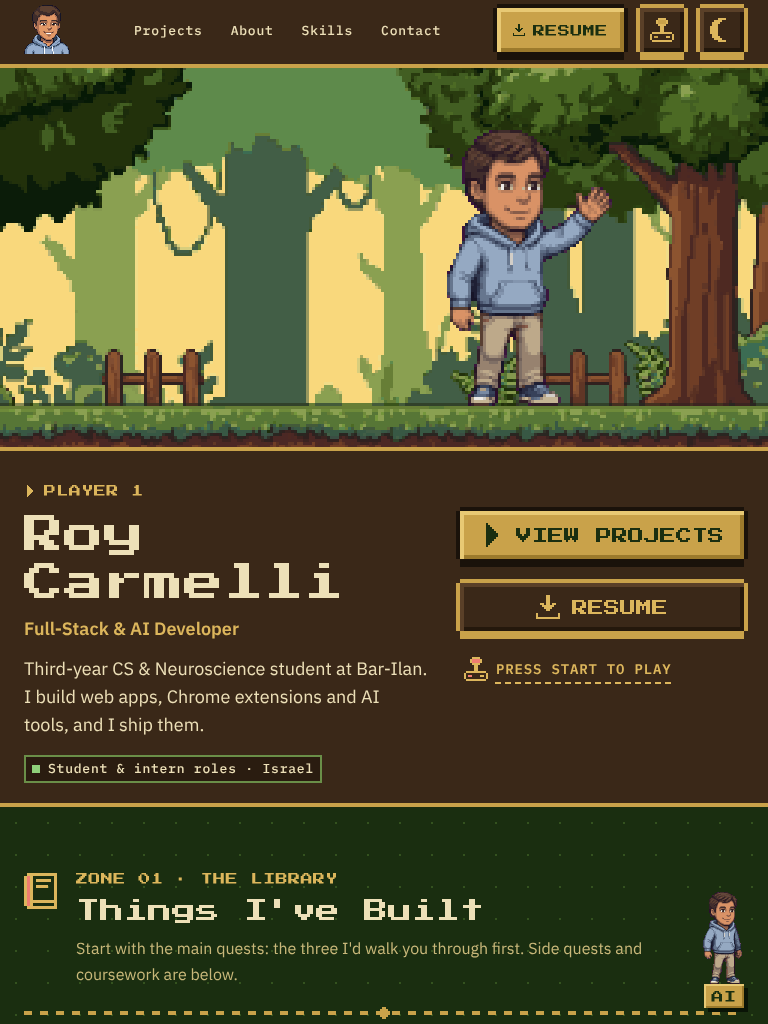 Projects About Skills Contact RESUME
PLAYER 1
Roy
Carmelli
Full-Stack & AI Developer
Third-year CS & Neuroscience student at Bar-Ilan.
I build web apps, Chrome extensions and AI
tools, and I ship them.
Student & intern roles · Israel
VIEW PROJECTS
RESUME
PRESS START TO PLAY
ZONE 01 · THE LIBRARY
Things I've Built
Start with the main quests: the three I'd walk you through first. Side quests and
coursework are below.
AI